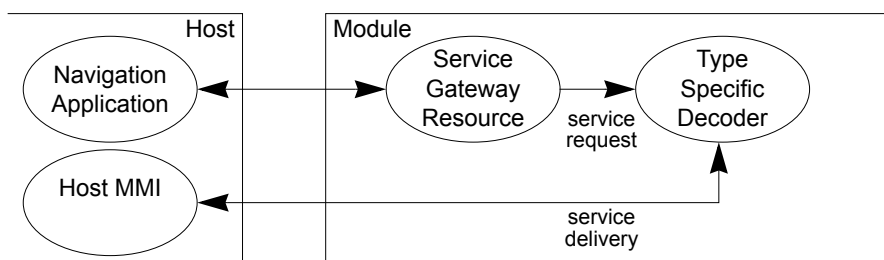 Host
Module
Navigation
Application
Service
Gateway
Resource
Type
Specific
Decoder
service
request
Host MMI
service
delivery